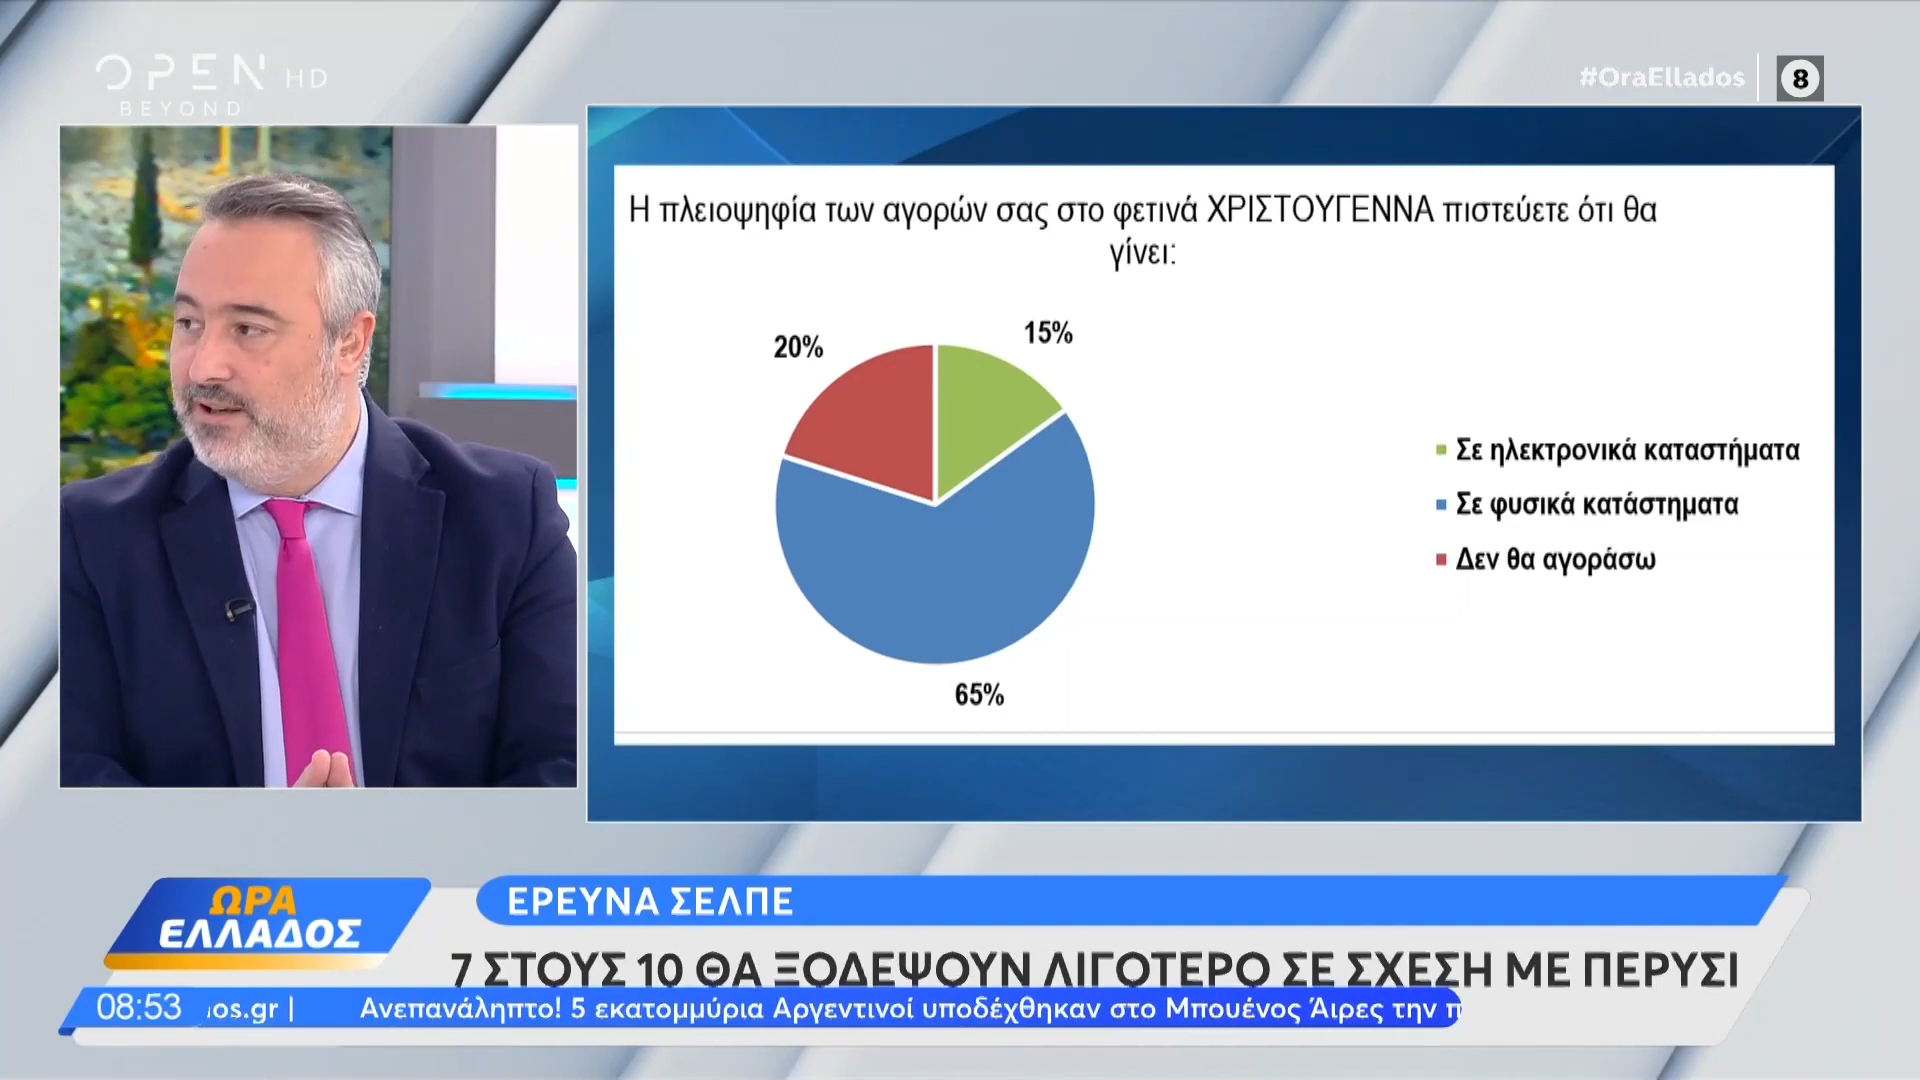 OPEN HD
BEYOND
#OraEllados
8
Η πλειοψηφία των αγορών σας στο φετινά ΧΡΙΣΤΟΥΓΕΝΝΑ πιστεύετε ότι θα
γίνει:
20%
15%
65%
Σε ηλεκτρονικά καταστήματα
Σε φυσικά κατάστηματα
Δεν θα αγοράσω
ΩΡΑ
ΕΛΛΑΔΟΣ
ΕΡΕΥΝΑ ΣΕΛΠΕ
7 ΣΤΟΥΣ 10 ΘΑ ΞΟΔΕΨΟΥΝ ΛΙΓΟΤΕΡΟ ΣΕ ΣΧΕΣΗ ΜΕ ΠΕΡΥΣΙ
08:53 os.gr | Ανεπανάληπτο! 5 εκατομμύρια Αργεντινοί υποδέχθηκαν στο Μπουένος Άιρες την